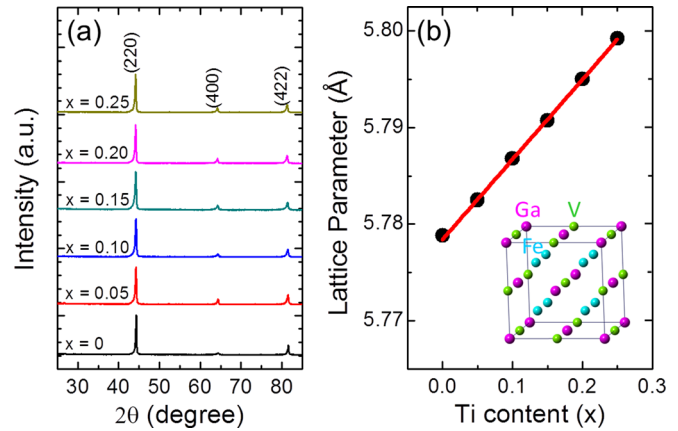 (a)
(220)
(400)
(422)
x = 0.25
x = 0.20
x = 0.15
x = 0.10
x = 0.05
x = 0
Intensity (a.u.)
30 40 50 60 70 80
2θ (degree)
(b)
5.80
5.79
5.78
5.77
Lattice Parameter (Å)
Ga V
Fe
0.0 0.1 0.2 0.3
Ti content (x)